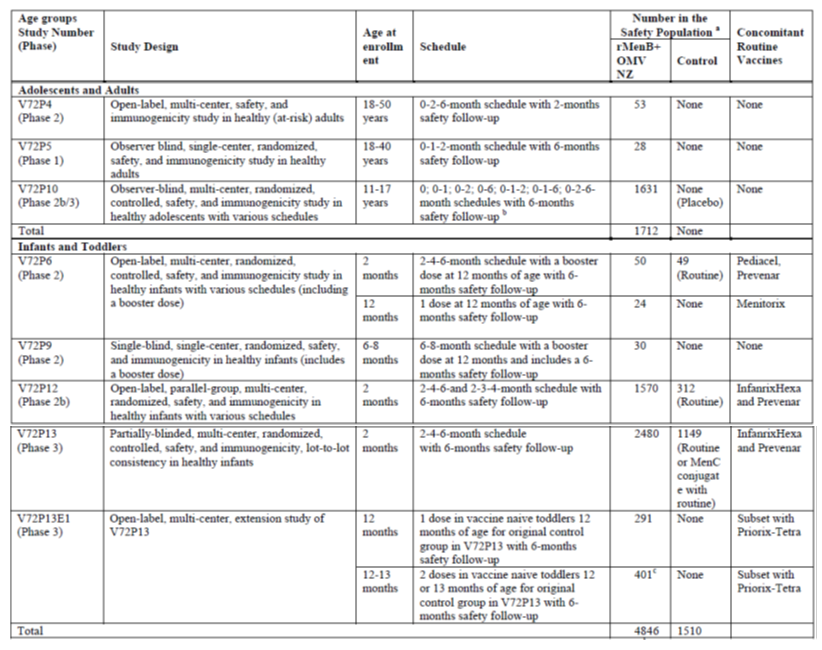 Age groups
Study Number
(Phase)
Study Design
Age at
enrollm
ent
Schedule
Number in the
Safety Population a
rMenB+
OMV
NZ
Control
Concomitant
Routine
Vaccines
Adolescents and Adults
V72P4
(Phase 2)
Open-label, multi-center, safety, and
immunogenicity study in healthy (at-risk) adults
18-50
years
0-2-6-month schedule with 2-months
safety follow-up
53
None
None
V72P5
(Phase 1)
Observer blind, single-center, randomized,
safety, and immunogenicity study in healthy
adults
18-40
years
0-1-2-month schedule with 6-months
safety follow-up
28
None
None
V72P10
(Phase 2b/3)
Observer-blind, multi-center, randomized,
controlled, safety, and immunogenicity study in
healthy adolescents with various schedules
11-17
years
0; 0-1; 0-2; 0-6; 0-1-2; 0-1-6; 0-2-6-
month schedules with 6-months
safety follow-up b
1631
None
(Placebo)
None
Total
1712
None
Infants and Toddlers
V72P6
(Phase 2)
Open-label, multi-center, randomized,
controlled, safety, and immunogenicity study in
healthy infants with various schedules (including
a booster dose)
2
months
2-4-6-month schedule with a booster
dose at 12 months of age with 6-
months safety follow-up
50
49
(Routine)
Pediacel,
Prevenar
12
months
1 dose at 12 months of age with 6-
months safety follow-up
24
None
Menitorix
V72P9
(Phase 2)
Single-blind, single-center, randomized, safety,
and immunogenicity in healthy infants (includes
a booster dose)
6-8
months
6-8-month schedule with a booster
dose at 12 months and includes a 6-
months safety follow-up
30
None
None
V72P12
(Phase 2b)
Open-label, parallel-group, multi-center,
randomized, safety, and immunogenicity in
healthy infants with various schedules
2
months
2-4-6-and 2-3-4-month schedule with
6-months safety follow-up
1570
312
(Routine)
InfanrixHexa
and Prevenar
V72P13
(Phase 3)
Partially-blinded, multi-center, randomized,
controlled, safety, and immunogenicity, lot-to-lot
consistency in healthy infants
2
months
2-4-6-month schedule
with 6-months safety follow-up
2480
1149
(Routine
or MenC
conjugat
e with
routine)
InfanrixHexa
and Prevenar
V72P13E1
(Phase 3)
Open-label, multi-center, extension study of
V72P13
12
months
1 dose in vaccine naive toddlers 12
months of age for original control
group in V72P13 with 6-months
safety follow-up
291
None
Subset with
Priorix-Tetra
12-13
months
2 doses in vaccine naive toddlers 12
or 13 months of age for original
control group in V72P13 with 6-
months safety follow-up
401c
None
Subset with
Priorix-Tetra
Total
4846
1510